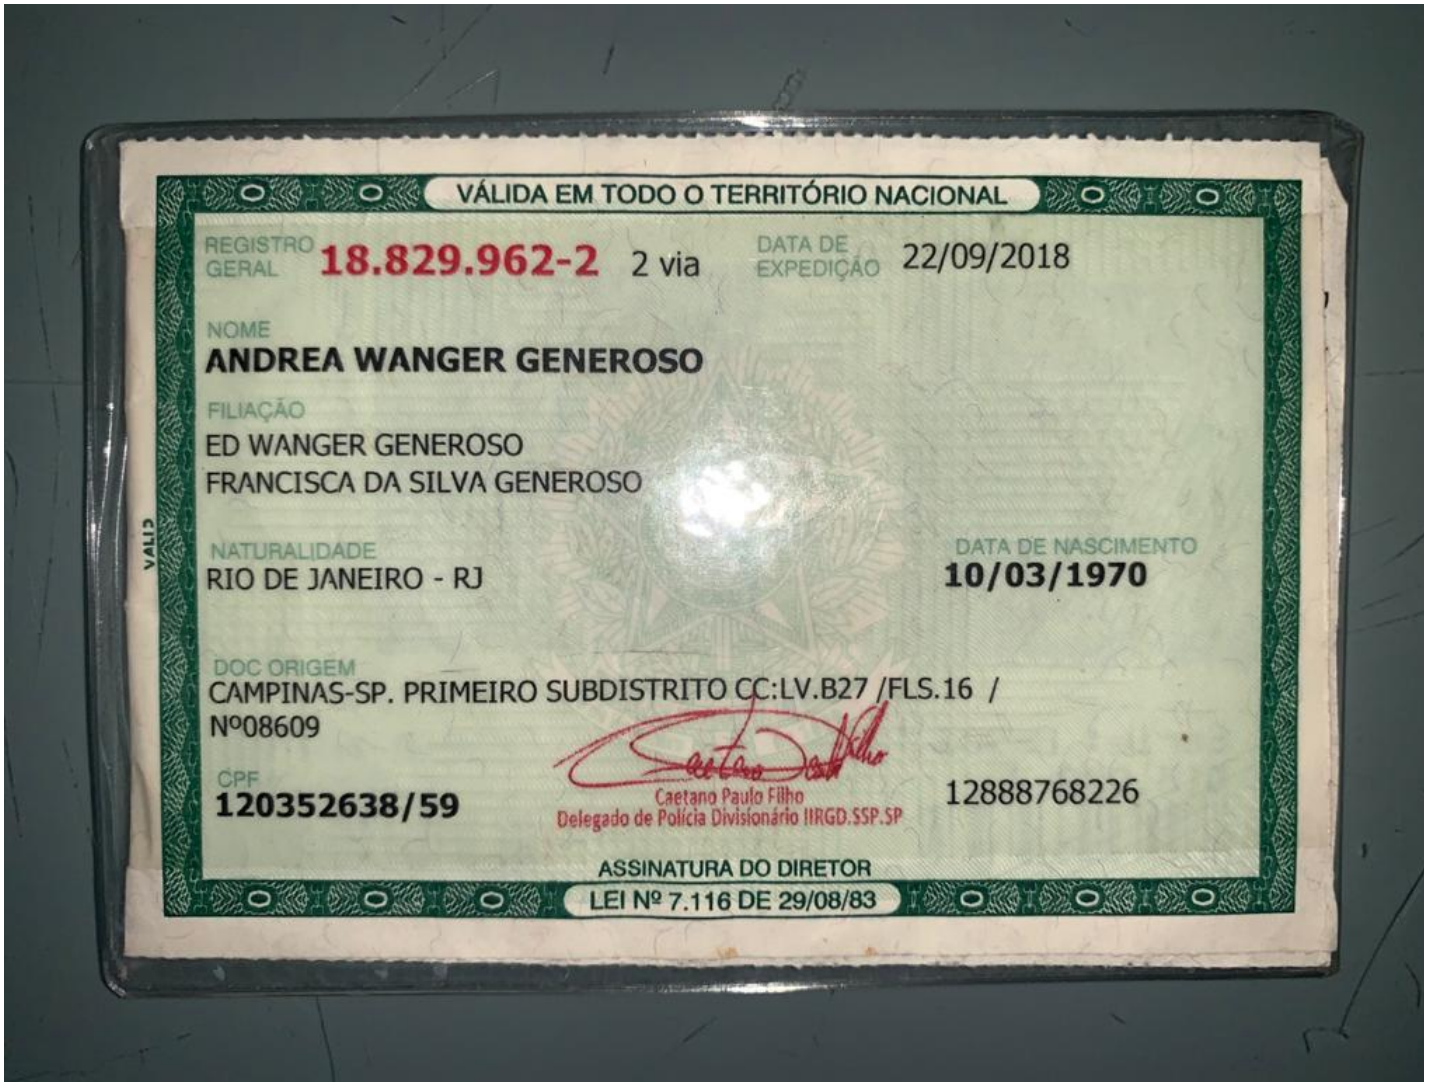 VÁLIDA EM TODO O TERRITÓRIO NACIONAL
REGISTRO GERAL 18.829.962-2 2 via DATA DE EXPEDIÇÃO 22/09/2018
NOME
ANDREA WANGER GENEROSO
FILIAÇÃO
ED WANGER GENEROSO
FRANCISCA DA SILVA GENEROSO
NATURALIDADE
RIO DE JANEIRO - RJ
DATA DE NASCIMENTO
10/03/1970
DOC ORIGEM
CAMPINAS-SP. PRIMEIRO SUBDISTRITO CC:LV.B27 /FLS.16 /
Nº08609
CPF
120352638/59
Caetano Paulo Filho
Delegado de Polícia Divisionário IIRGD.SSP.SP
12888768226
ASSINATURA DO DIRETOR
LEI Nº 7.116 DE 29/08/83
VALID